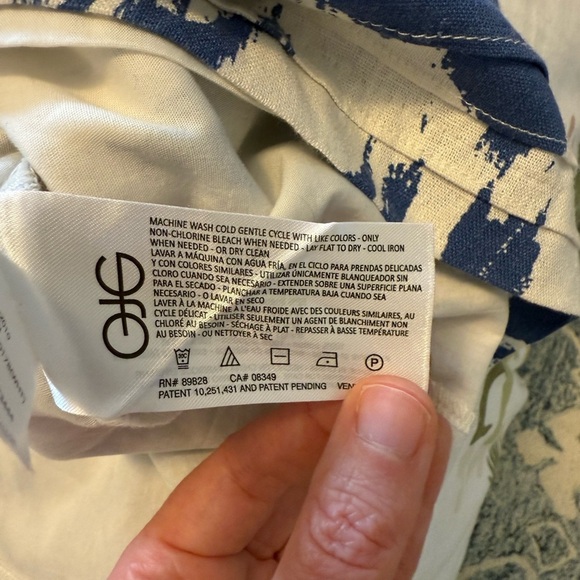 MACHINE WASH COLD GENTLE CYCLE WITH LIKE COLORS - ONLY
NON-CHLORINE BLEACH WHEN NEEDED - LAY FLAT TO DRY - COOL IRON
WHEN NEEDED - OR DRY CLEAN
LAVAR A MÁQUINA CON AGUA FRÍA, EN EL CICLO PARA PRENDAS DELICADAS
Y CON COLORES SIMILARES - UTILIZAR ÚNICAMENTE BLANQUEADOR SIN
CLORO CUANDO SEA NECESARIO - EXTENDER SOBRE UNA SUPERFICIE PLANA
PARA EL SECADO - PLANCHAR A TEMPERATURA BAJA CUANDO SEA
NECESARIO - O LAVAR EN SECO
LAVER À LA MACHINE À L'EAU FROIDE AVEC DES COULEURS SIMILAIRES, AU
CYCLE DÉLICAT - UTILISER SEULEMENT UN AGENT DE BLANCHIMENT NON
CHLORÉ AU BESOIN - SÉCHAGE À PLAT - REPASSER À BASSE TEMPÉRATURE
AU BESOIN - OU NETTOYER À SEC
P
RN# 89828 CA# 08349
PATENT 10,251,431 AND PATENT PENDING VEN